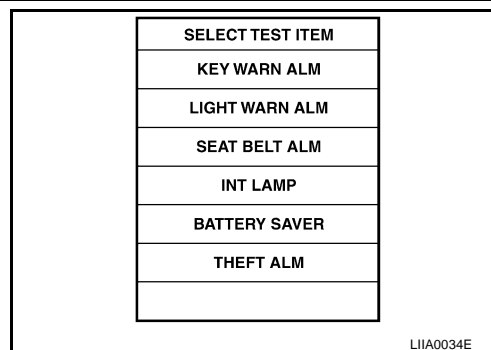 SELECT TEST ITEM
KEY WARN ALM
LIGHT WARN ALM
SEAT BELT ALM
INT LAMP
BATTERY SAVER
THEFT ALM
LIIA0034E